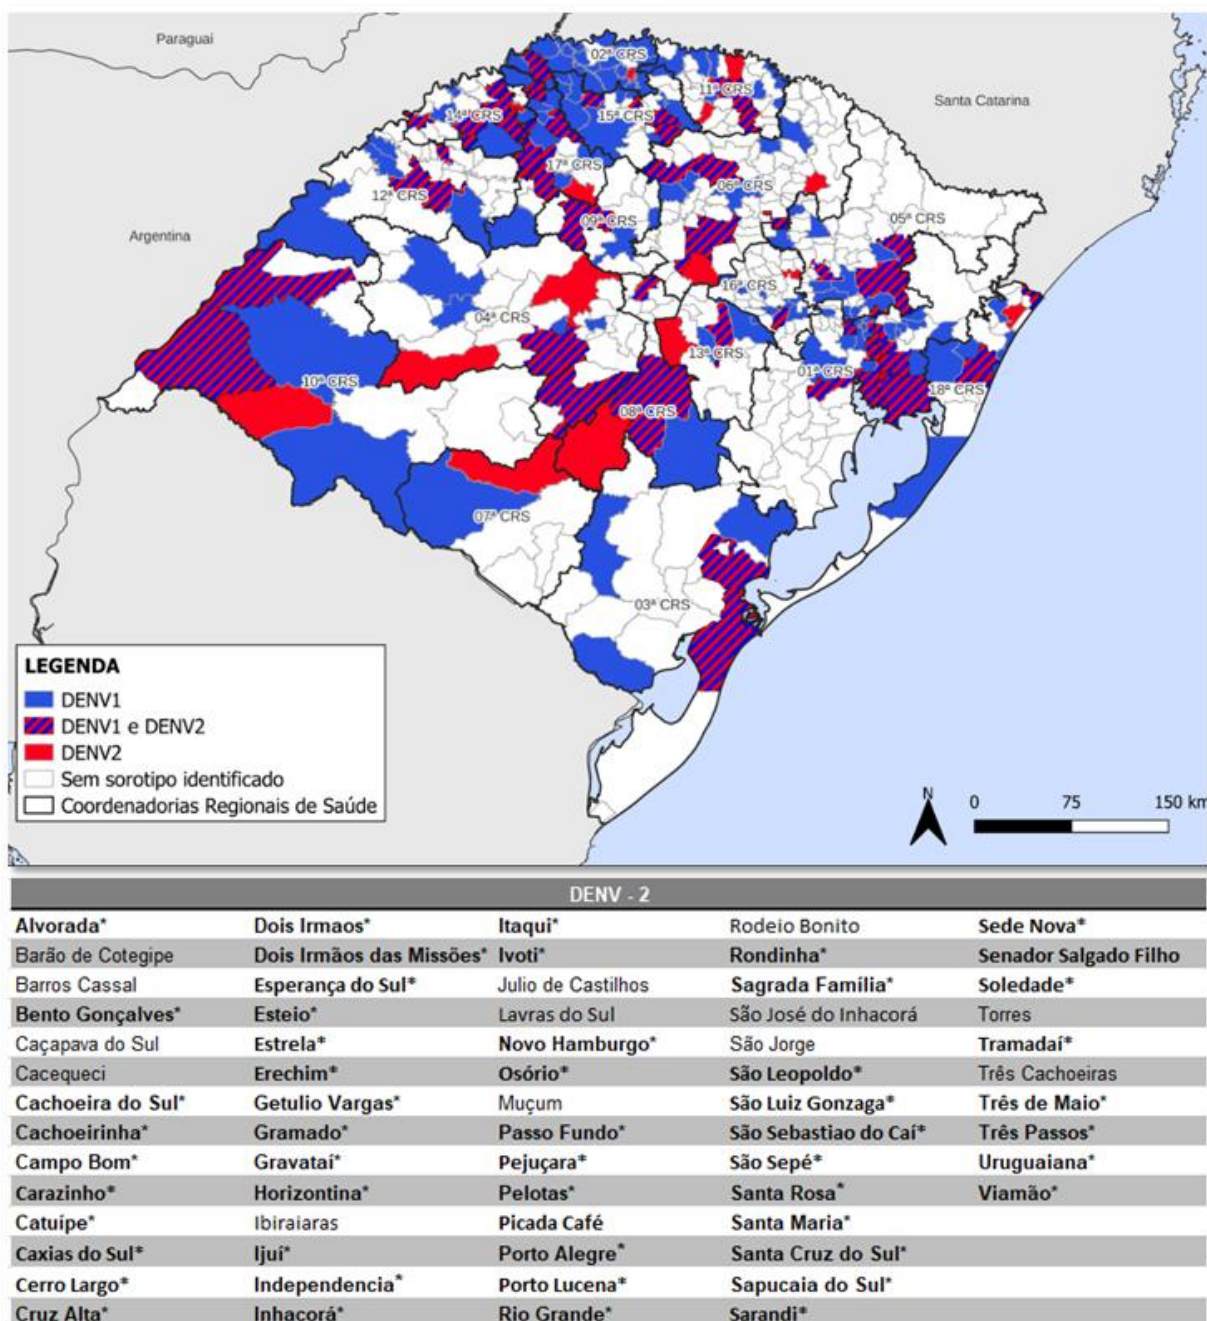 Paraguai
Santa Catarina
Argentina
02ª CRS
11ª CRS
14ª CRS
15ª CRS
17ª CRS
06ª CRS
12ª CRS
09ª CRS
05ª CRS
16ª CRS
04ª CRS
13ª CRS
01ª CRS
10ª CRS
18ª CRS
08ª CRS
07ª CRS
03ª CRS
LEGENDA
DENV1
DENV1 e DENV2
DENV2
Sem sorotipo identificado
Coordenadorias Regionais de Saúde
N
0 75 150 km
DENV - 2
Alvorada* Dois Irmaos* Itaqui* Rodeio Bonito Sede Nova*
Barão de Cotegipe Dois Irmãos das Missões* Ivoti* Rondinha* Senador Salgado Filho
Barros Cassal Esperança do Sul* Julio de Castilhos Sagrada Família* Soledade*
Bento Gonçalves* Esteio* Lavras do Sul São José do Inhacorá Torres
Caçapava do Sul Estrela* Novo Hamburgo* São Jorge Tramadaí*
Cacequeci Erechim* Osório* São Leopoldo* Três Cachoeiras
Cachoeira do Sul* Getulio Vargas* Muçum São Luiz Gonzaga* Três de Maio*
Cachoeirinha* Gramado* Passo Fundo* São Sebastiao do Caí* Três Passos*
Campo Bom* Gravataí* Pejuçara* São Sepé* Uruguaiana*
Carazinho* Horizontina* Pelotas* Santa Rosa* Viamão*
Catuípe* Ibiraiaras Picada Café Santa Maria*
Caxias do Sul* Ijuí* Porto Alegre* Santa Cruz do Sul*
Cerro Largo* Independencia* Porto Lucena* Sapucaia do Sul*
Cruz Alta* Inhacorá* Rio Grande* Sarandi*